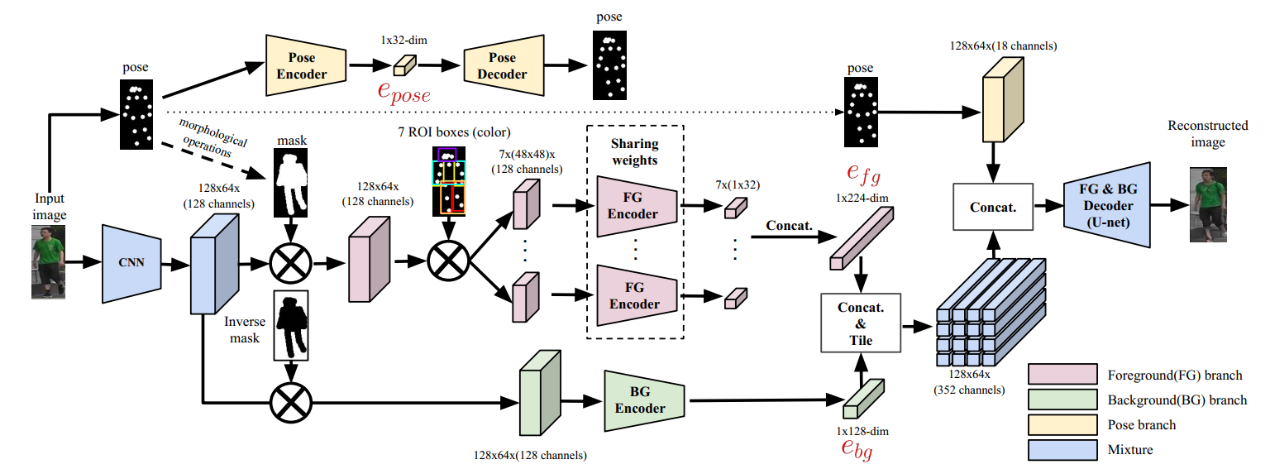 pose
1x32-dim
Pose
Encoder
e_pose
Pose
Decoder
pose
128x64x(18 channels)
pose
morphological
operations
mask
7 ROI boxes (color)
7x(48x48)x
(128 channels)
Sharing
weights
FG
Encoder
7x(1x32)
e_fg
1x224-dim
Concat.
Concat.
FG & BG
Decoder
(U-net)
Reconstructed
image
Input
image
128x64x
(128 channels)
128x64x
(128 channels)
CNN
FG
Encoder
Inverse
mask
Concat.
&
Tile
128x64x
(352 channels)
BG
Encoder
128x64x(128 channels)
1x128-dim
e_bg
Foreground(FG) branch
Background(BG) branch
Pose branch
Mixture